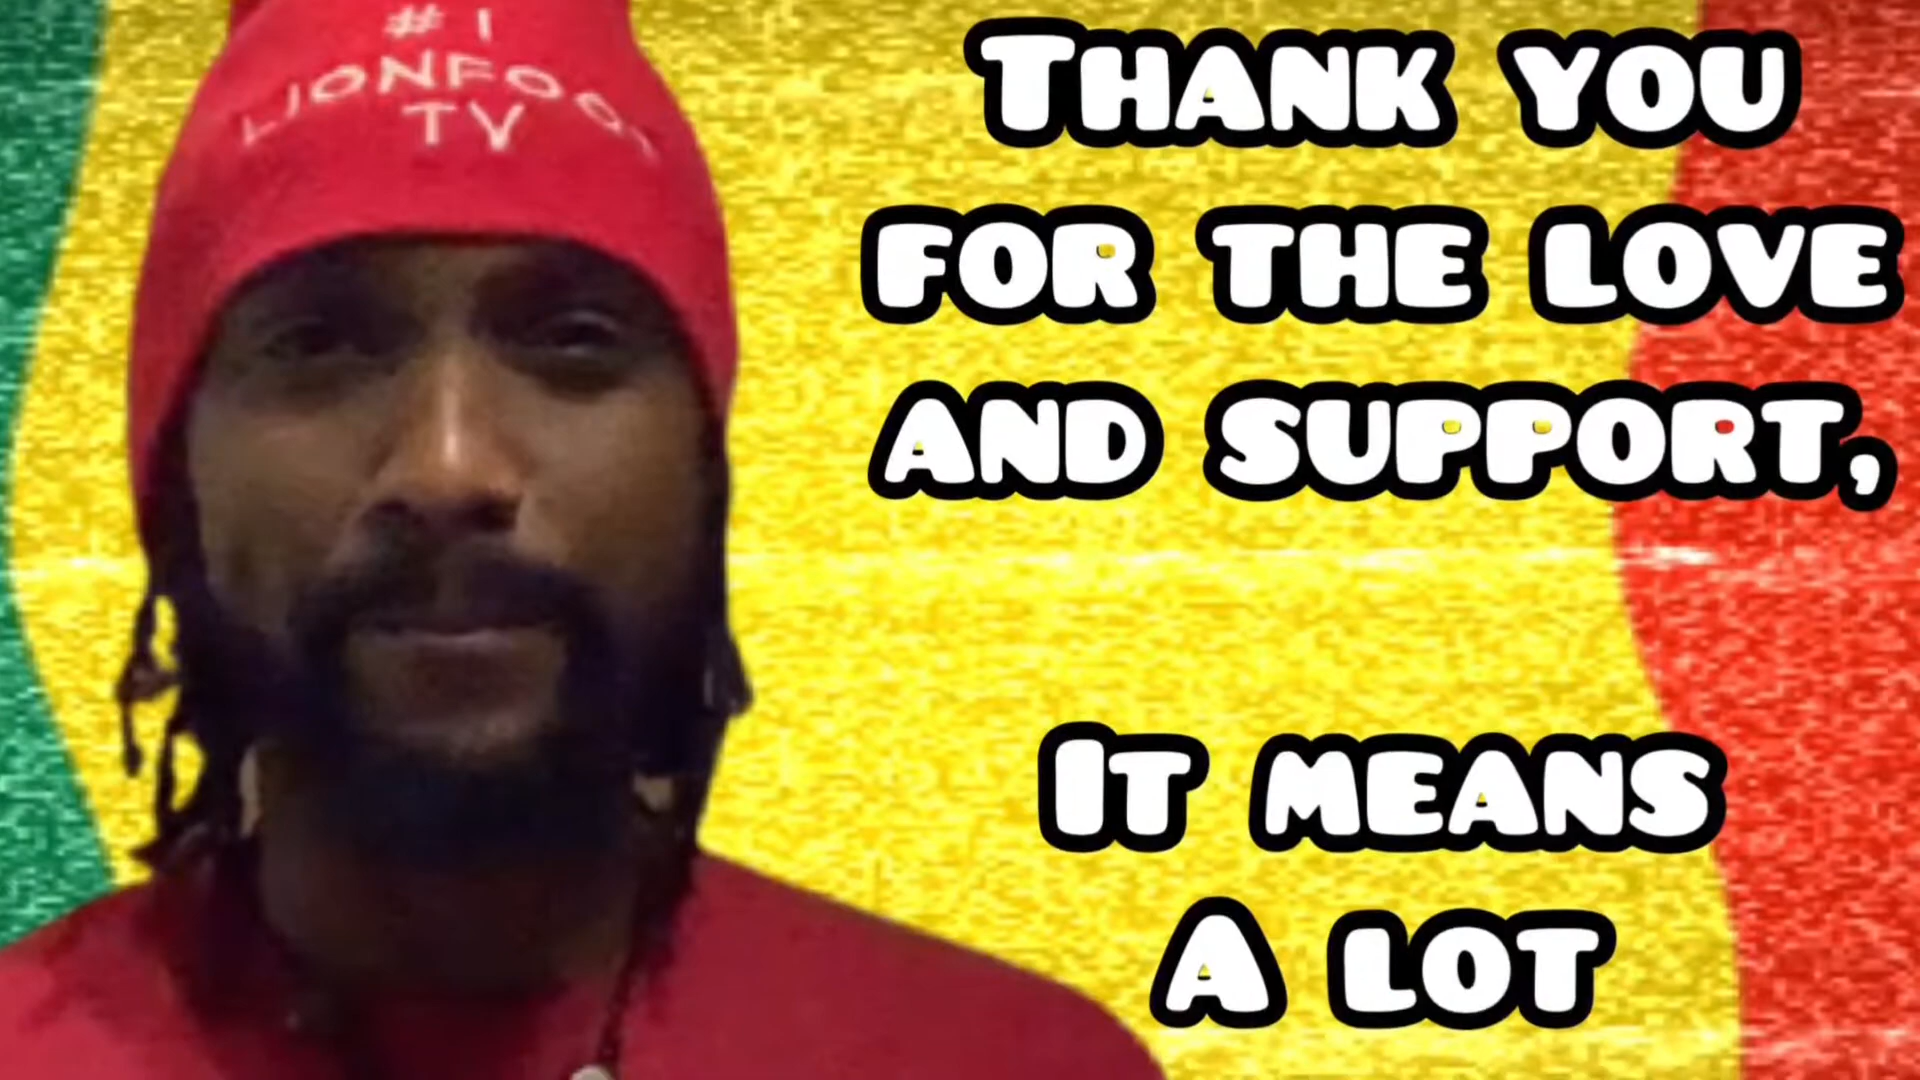 # 1
LIONFOOT
TV
THANK YOU
FOR THE LOVE
AND SUPPORT,
IT MEANS
A LOT